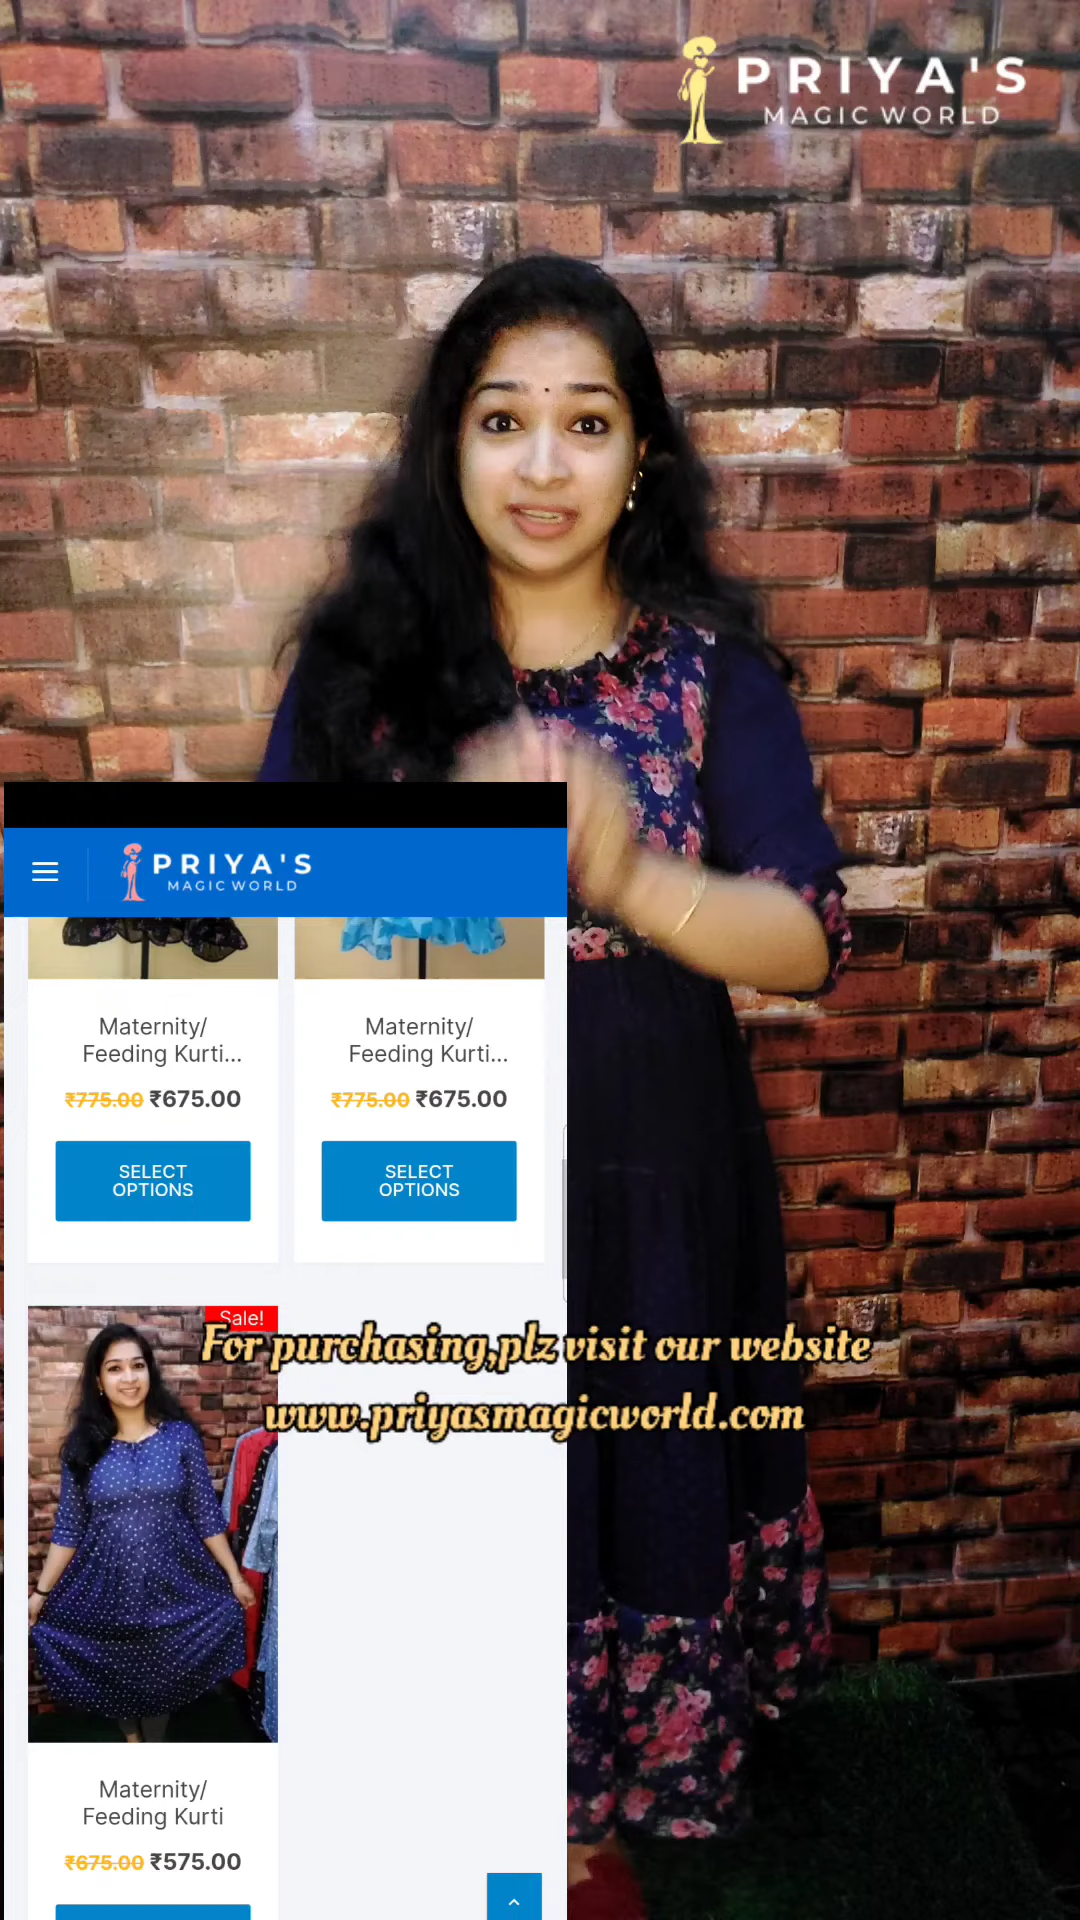 PRIYA'S
MAGIC WORLD
PRIYA'S
MAGIC WORLD
Maternity/
Feeding Kurti...
₹775.00 ₹675.00
SELECT
OPTIONS
Maternity/
Feeding Kurti...
₹775.00 ₹675.00
SELECT
OPTIONS
Sale!
For purchasing,plz visit our website
www.priyasmagicworld.com
Maternity/
Feeding Kurti
₹675.00 ₹575.00